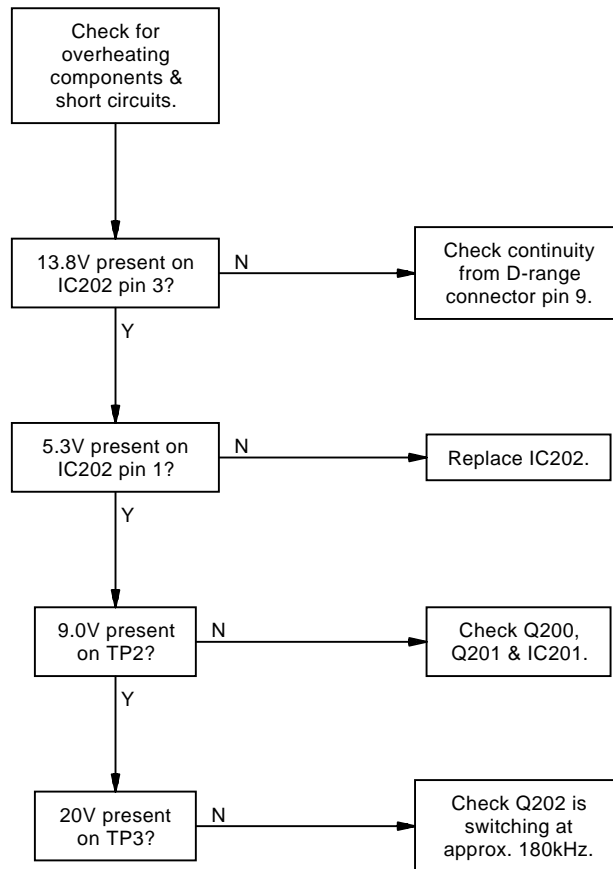 Check for
overheating
components &
short circuits.
13.8V present on
IC202 pin 3?
N
Check continuity
from D-range
connector pin 9.
Y
5.3V present on
IC202 pin 1?
N
Replace IC202.
Y
9.0V present
on TP2?
N
Check Q200,
Q201 & IC201.
Y
20V present
on TP3?
N
Check Q202 is
switching at
approx. 180kHz.